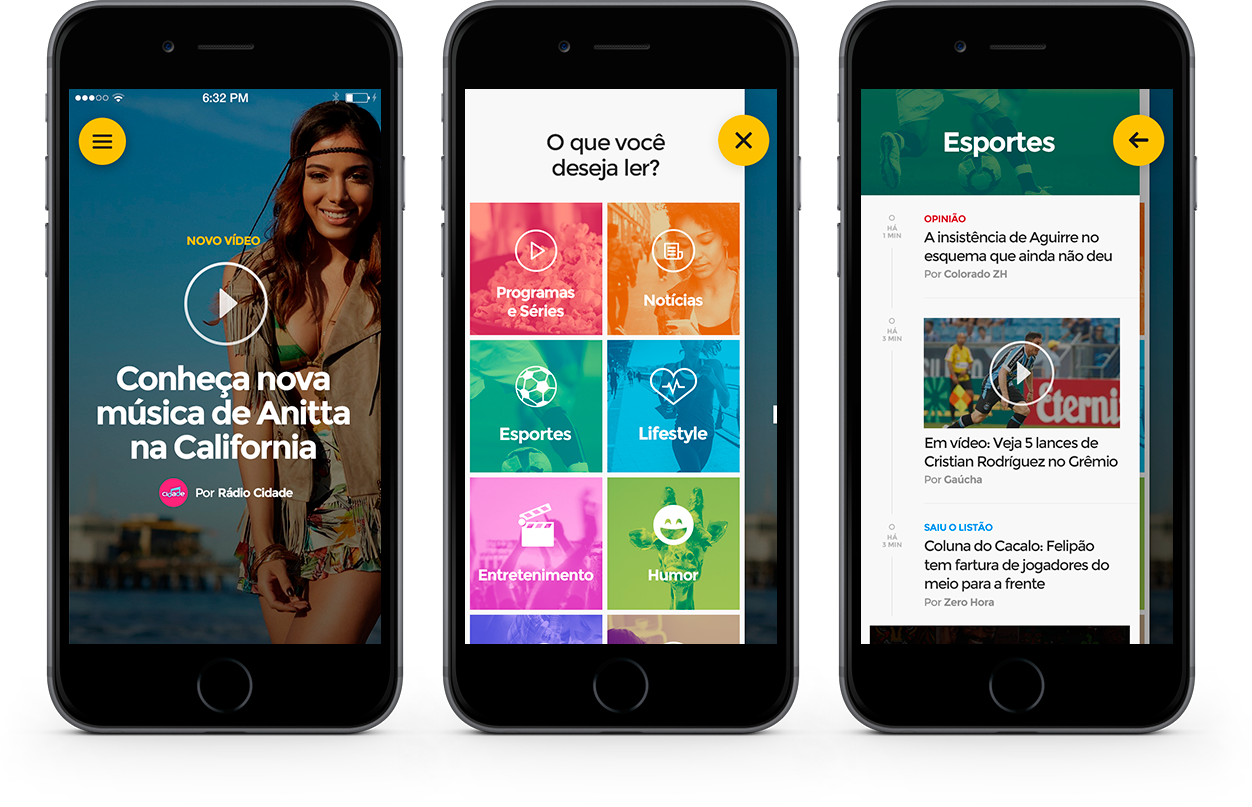 6:32 PM
NOVO VÍDEO
Conheça nova
música de Anitta
na California
cidade
Por Rádio Cidade
O que você
deseja ler?
Programas
e Séries
Notícias
Esportes
Lifestyle
Entretenimento
Humor
Esportes
HÁ
1 MIN
OPINIÃO
A insistência de Aguirre no
esquema que ainda não deu
Por Colorado ZH
HÁ
3 MIN
Eterni
Em vídeo: Veja 5 lances de
Cristian Rodríguez no Grêmio
Por Gaúcha
HÁ
3 MIN
SAIU O LISTÃO
Coluna do Cacalo: Felipão
tem fartura de jogadores do
meio para a frente
Por Zero Hora